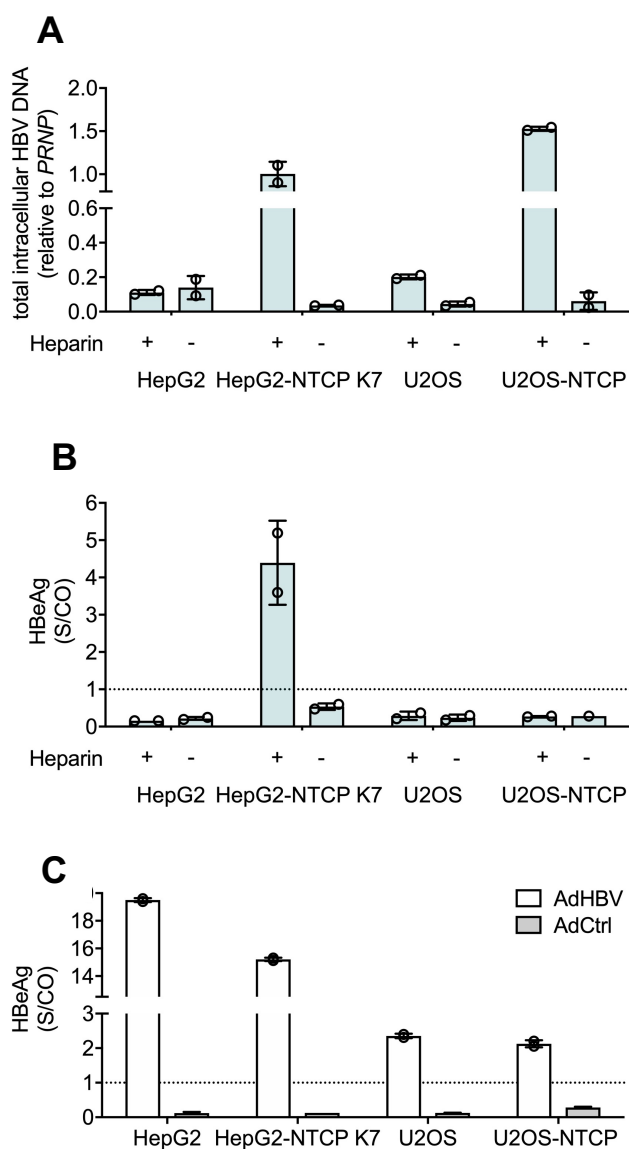 A
total intracellular HBV DNA
(relative to PRNP)
2.0
1.5
1.0
0.6
0.4
0.2
0.0
Heparin + - + - + - + -
HepG2 HepG2-NTCP K7 U2OS U2OS-NTCP
B
HBeAg
(S/CO)
6
5
4
3
2
1
0
Heparin + - + - + - + -
HepG2 HepG2-NTCP K7 U2OS U2OS-NTCP
C
HBeAg
(S/CO)
18
16
14
3
2
1
0
AdHBV
AdCtrl
HepG2 HepG2-NTCP K7 U2OS U2OS-NTCP